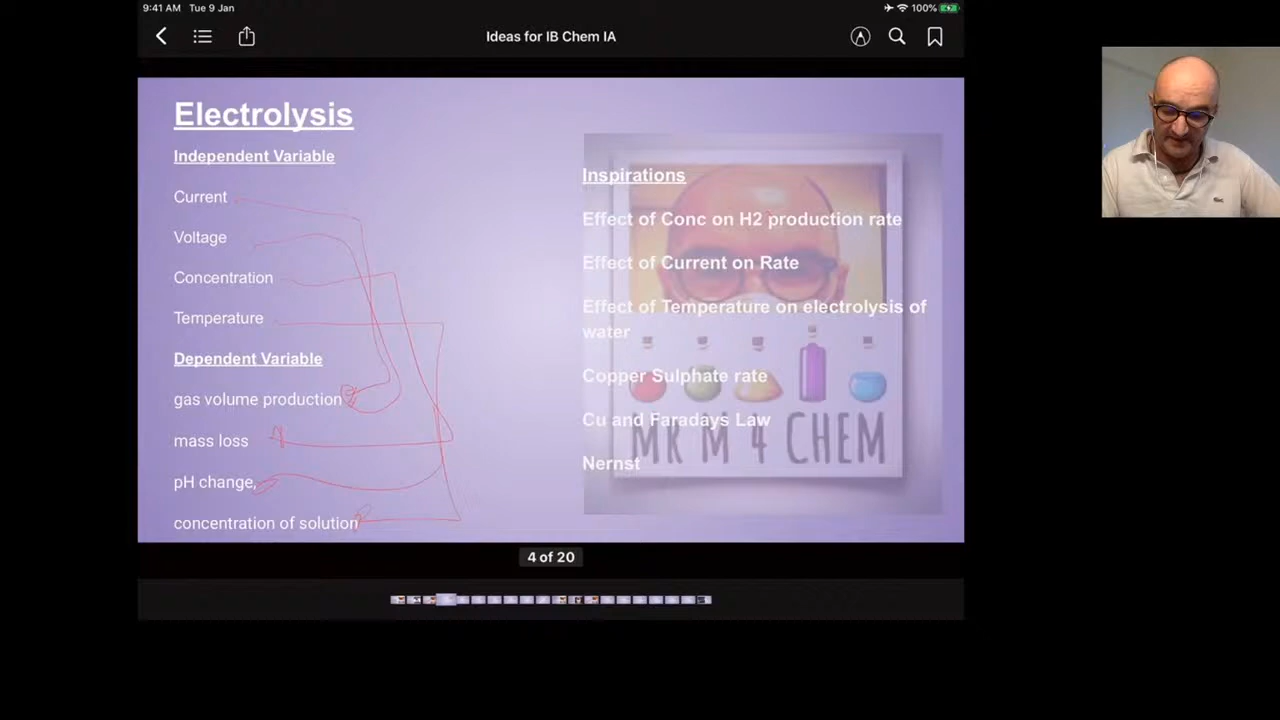 9:41 AM Tue 9 Jan
100%
Ideas for IB Chem IA
Electrolysis
Independent Variable
Current
Voltage
Concentration
Temperature
Dependent Variable
gas volume production
mass loss
pH change,
concentration of solution
Inspirations
Effect of Conc on H2 production rate
Effect of Current on Rate
Effect of Temperature on electrolysis of
water
Copper Sulphate rate
Cu and Faradays Law
MR M 4 CHEM
Nernst
4 of 20